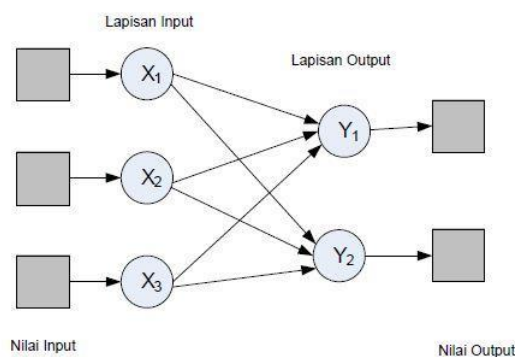 Lapisan Input
Lapisan Output
X1
Y1
X2
Y2
X3
Nilai Input
Nilai Output